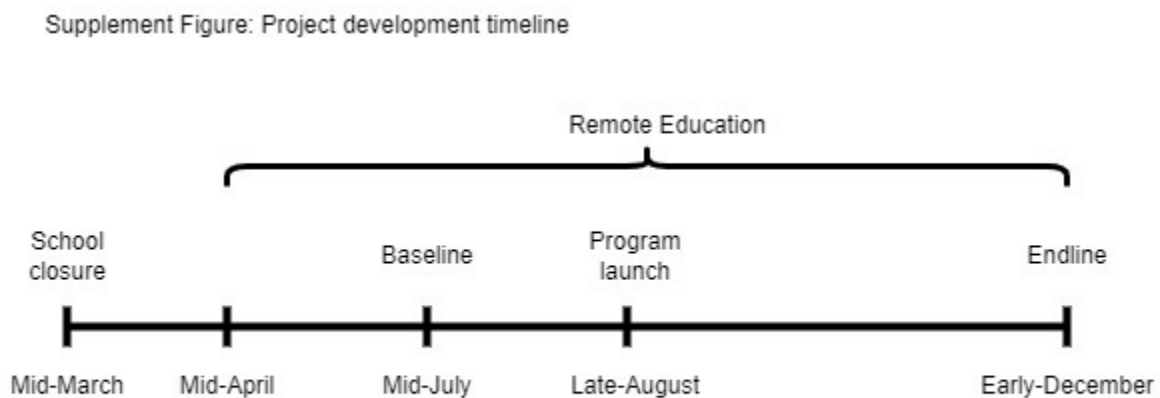 Supplement Figure: Project development timeline
Remote Education
School
closure
Baseline
Program
launch
Endline
Mid-March
Mid-April
Mid-July
Late-August
Early-December